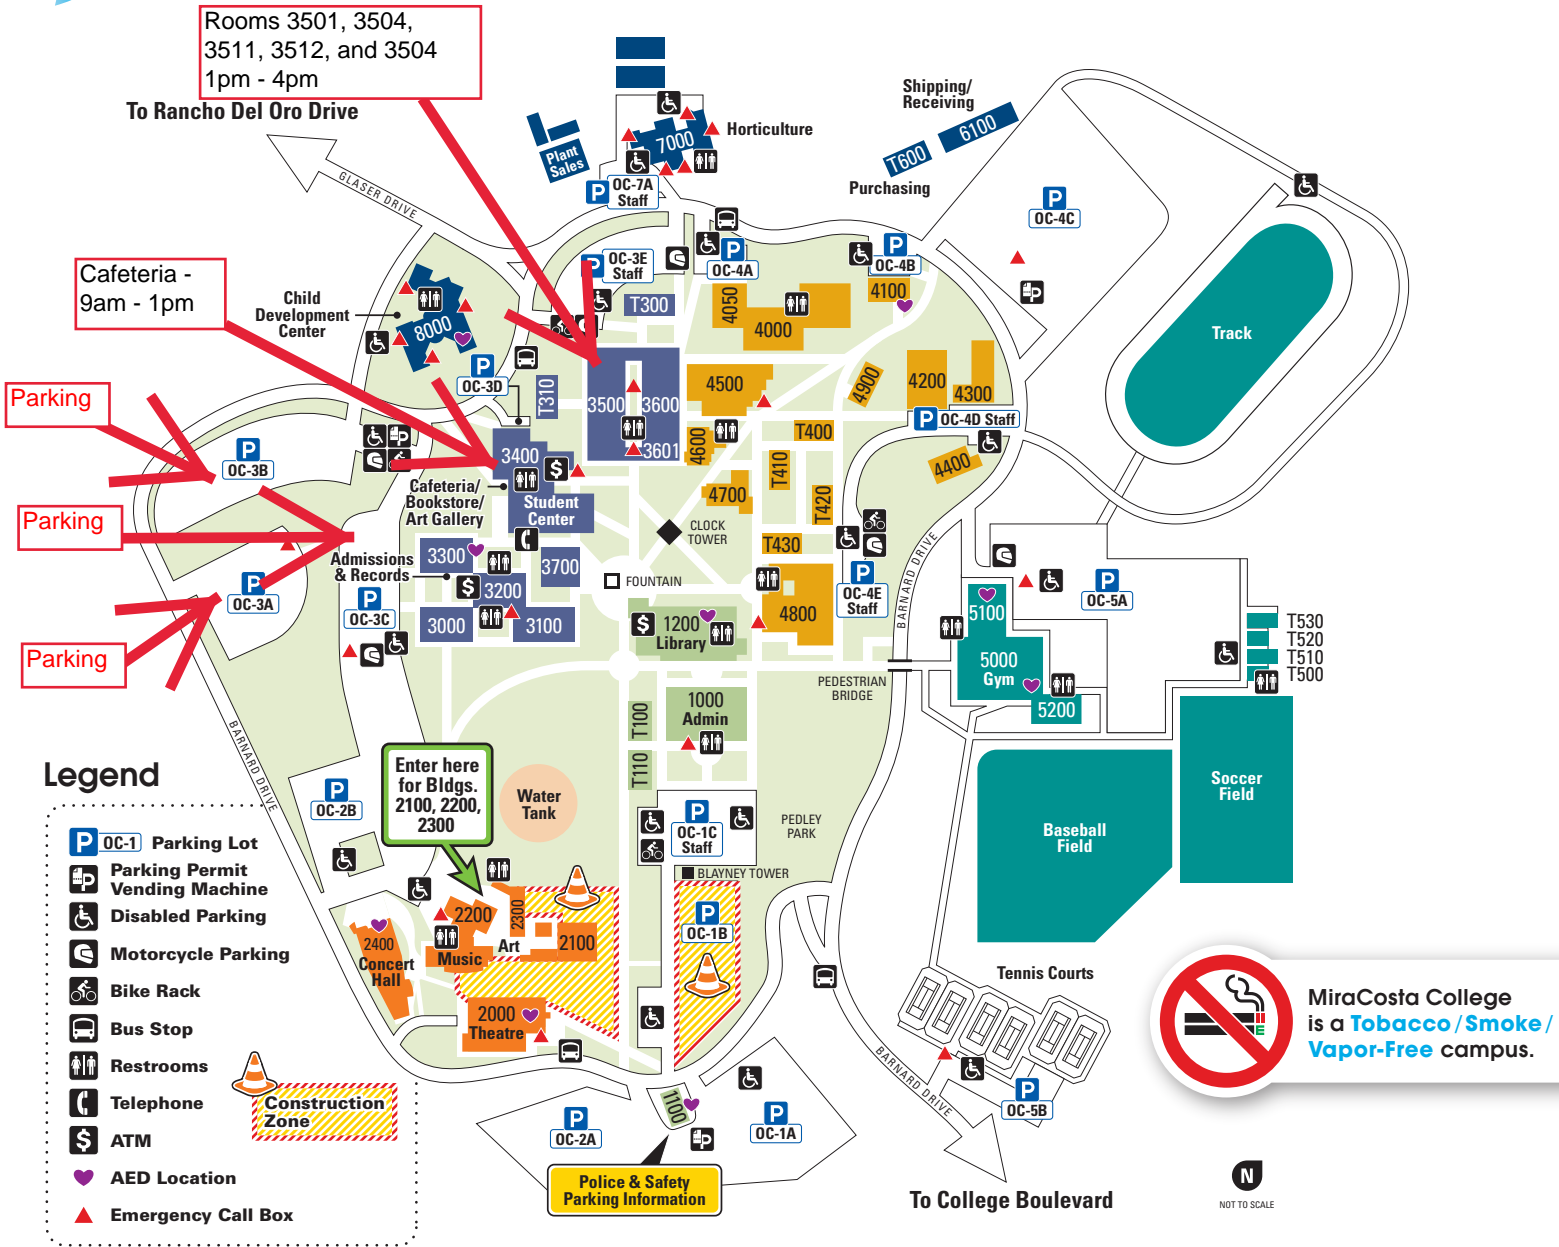 Rooms 3501, 3504,
3511, 3512, and 3504
1pm - 4pm
To Rancho Del Oro Drive
GLASER DRIVE
Plant
Sales
7000
Horticulture
P
OC-7A
Staff
Shipping/
Receiving
6100
T600
Purchasing
P
OC-4C
Cafeteria -
9am - 1pm
Child
Development
Center
8000
P
OC-3E
Staff
P
OC-4A
P
OC-4B
T300
4050
4000
4100
Track
P
OC-3D
T310
3500
3600
3601
4500
4600
4900
4200
4300
P
OC-4D Staff
T400
4400
Parking
P
OC-3B
3400
$
Cafeteria/
Bookstore/
Art Gallery
Student
Center
T410
4700
T420
CLOCK
TOWER
T430
Parking
Admissions
& Records
3300
3700
3200
$
3000
3100
FOUNTAIN
P
OC-3A
P
OC-3C
$
1200
Library
4800
P
OC-4E
Staff
BARNARD DRIVE
P
OC-5A
5100
5000
Gym
5200
T530
T520
T510
T500
Parking
PEDESTRIAN
BRIDGE
1000
Admin
T100
T110
BARNARD DRIVE
Enter here
for Bldgs.
2100, 2200,
2300
Water
Tank
P
OC-2B
P
OC-1C
Staff
PEDLEY
PARK
BLAYNEY TOWER
Soccer
Field
Baseball
Field
Legend
P OC-1 Parking Lot
Parking Permit
Vending Machine
Disabled Parking
Motorcycle Parking
Bike Rack
Bus Stop
Restrooms
Telephone
$ ATM
AED Location
Emergency Call Box
Construction
Zone
2200
2300
2100
Art
Music
2400
Concert
Hall
2000
Theatre
P
OC-1B
Tennis Courts
BARNARD DRIVE
P
OC-5B
P
OC-2A
1100
P
OC-1A
Police & Safety
Parking Information
To College Boulevard
MiraCosta College
is a Tobacco/Smoke/
Vapor-Free campus.
N
NOT TO SCALE